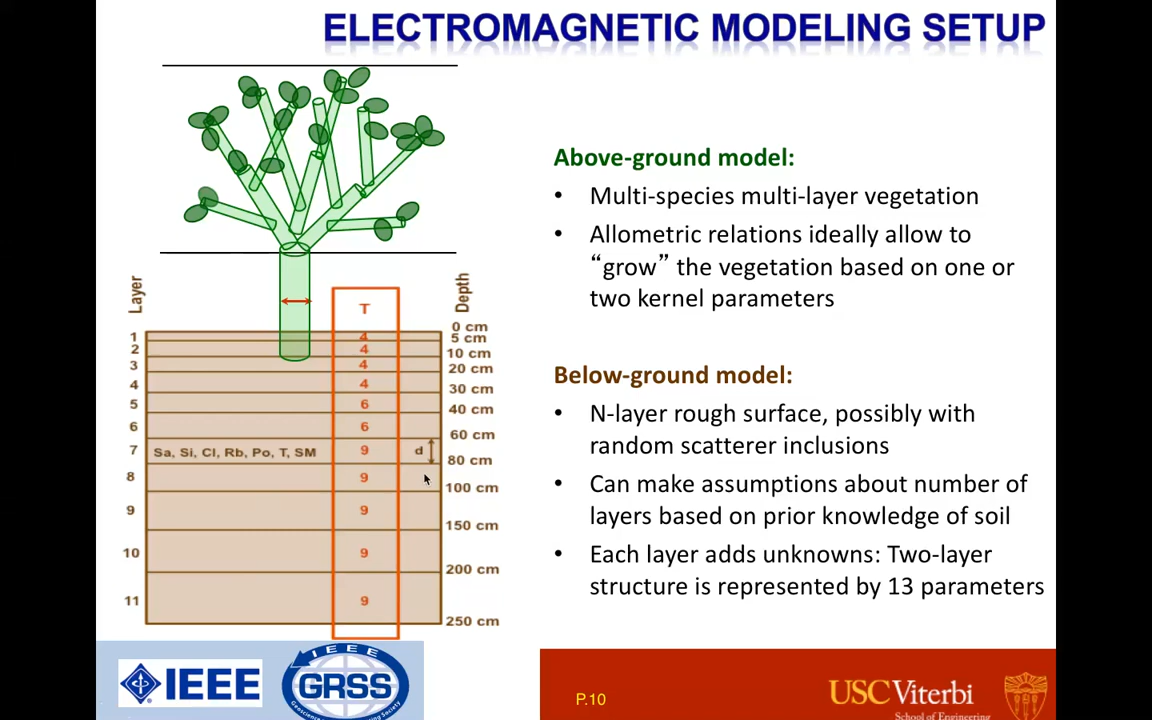 ELECTROMAGNETIC MODELING SETUP
Above-ground model:
• Multi-species multi-layer vegetation
• Allometric relations ideally allow to
“grow” the vegetation based on one or
two kernel parameters
Below-ground model:
• N-layer rough surface, possibly with
random scatterer inclusions
• Can make assumptions about number of
layers based on prior knowledge of soil
• Each layer adds unknowns: Two-layer
structure is represented by 13 parameters
Layer
T
Depth
0 cm
1 4 5 cm
2 4 10 cm
3 4 20 cm
4 4 30 cm
5 6 40 cm
6 6 60 cm
7 Sa, Si, Cl, Rb, Po, T, SM 9 d 80 cm
8 9 100 cm
9 9 150 cm
10 9 200 cm
11 9 250 cm
IEEE
IEEE
GRSS
P.10
USC Viterbi
School of Engineering